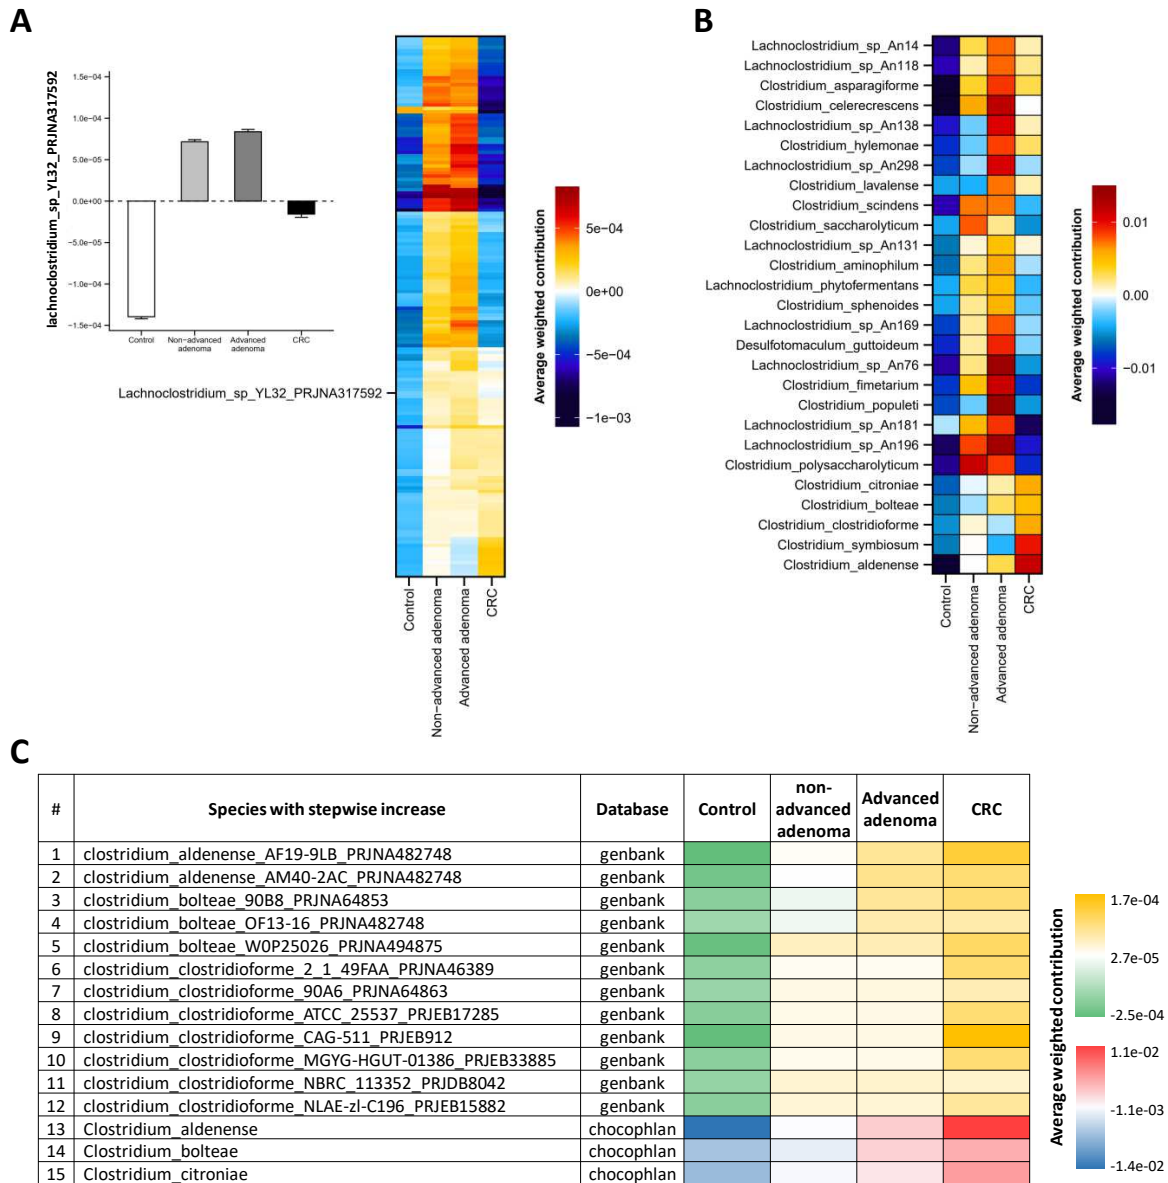 A
lachnoclostridium_sp_YL32_PRJNA317592
1.5e−04
1.0e−04
5.0e−05
0.0e+00
−5.0e−05
−1.0e−04
−1.5e−04
Control
Non−advanced
adenoma
Advanced
adenoma
CRC
Lachnoclostridium_sp_YL32_PRJNA317592
Control
Non−advanced adenoma
Advanced adenoma
CRC
Average weighted contribution
5e−04
0e+00
−5e−04
−1e−03
B
Lachnoclostridium_sp_An14
Lachnoclostridium_sp_An118
Clostridium_asparagiforme
Clostridium_celerecrescens
Lachnoclostridium_sp_An138
Clostridium_hylemonae
Lachnoclostridium_sp_An298
Clostridium_lavalense
Clostridium_scindens
Clostridium_saccharolyticum
Lachnoclostridium_sp_An131
Clostridium_aminophilum
Lachnoclostridium_phytofermentans
Clostridium_sphenoides
Lachnoclostridium_sp_An169
Desulfotomaculum_guttoideum
Lachnoclostridium_sp_An76
Clostridium_fimetarium
Clostridium_populeti
Lachnoclostridium_sp_An181
Lachnoclostridium_sp_An196
Clostridium_polysaccharolyticum
Clostridium_citroniae
Clostridium_bolteae
Clostridium_clostridioforme
Clostridium_symbiosum
Clostridium_aldenense
Control
Non−advanced adenoma
Advanced adenoma
CRC
Average weighted contribution
0.01
0.00
−0.01
C
# Species with stepwise increase Database Control non-advanced adenoma Advanced adenoma CRC
1 clostridium_aldenense_AF19-9LB_PRJNA482748 genbank
2 clostridium_aldenense_AM40-2AC_PRJNA482748 genbank
3 clostridium_bolteae_90B8_PRJNA64853 genbank
4 clostridium_bolteae_OF13-16_PRJNA482748 genbank
5 clostridium_bolteae_W0P25026_PRJNA494875 genbank
6 clostridium_clostridioforme_2_1_49FAA_PRJNA46389 genbank
7 clostridium_clostridioforme_90A6_PRJNA64863 genbank
8 clostridium_clostridioforme_ATCC_25537_PRJEB17285 genbank
9 clostridium_clostridioforme_CAG-511_PRJEB912 genbank
10 clostridium_clostridioforme_MGYG-HGUT-01386_PRJEB33885 genbank
11 clostridium_clostridioforme_NBRC_113352_PRJDB8042 genbank
12 clostridium_clostridioforme_NLAE-zl-C196_PRJEB15882 genbank
13 Clostridium_aldenense chocophlan
14 Clostridium_bolteae chocophlan
15 Clostridium_citroniae chocophlan
Average weighted contribution
1.7e-04
2.7e-05
-2.5e-04
1.1e-02
-1.1e-03
-1.4e-02